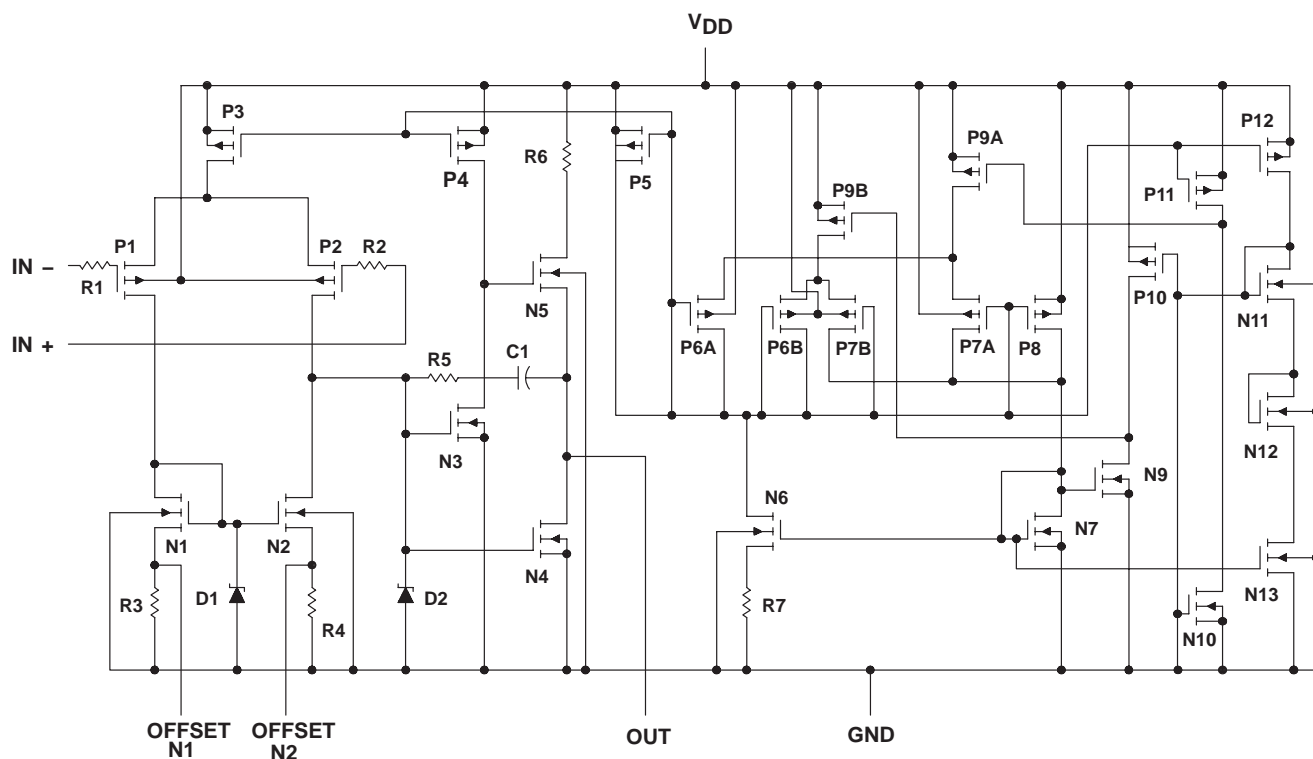 VDD
P3
P12
P9A
R6
P4
P5
P11
P9B
P1
P2
R2
IN −
R1
P10
N5
N11
IN +
P6A
P6B
P7B
P7A
P8
R5
C1
N3
N12
N9
N6
N1
N2
N7
N4
R3
D1
R4
D2
R7
N13
N10
OFFSET
N1
OFFSET
N2
OUT
GND